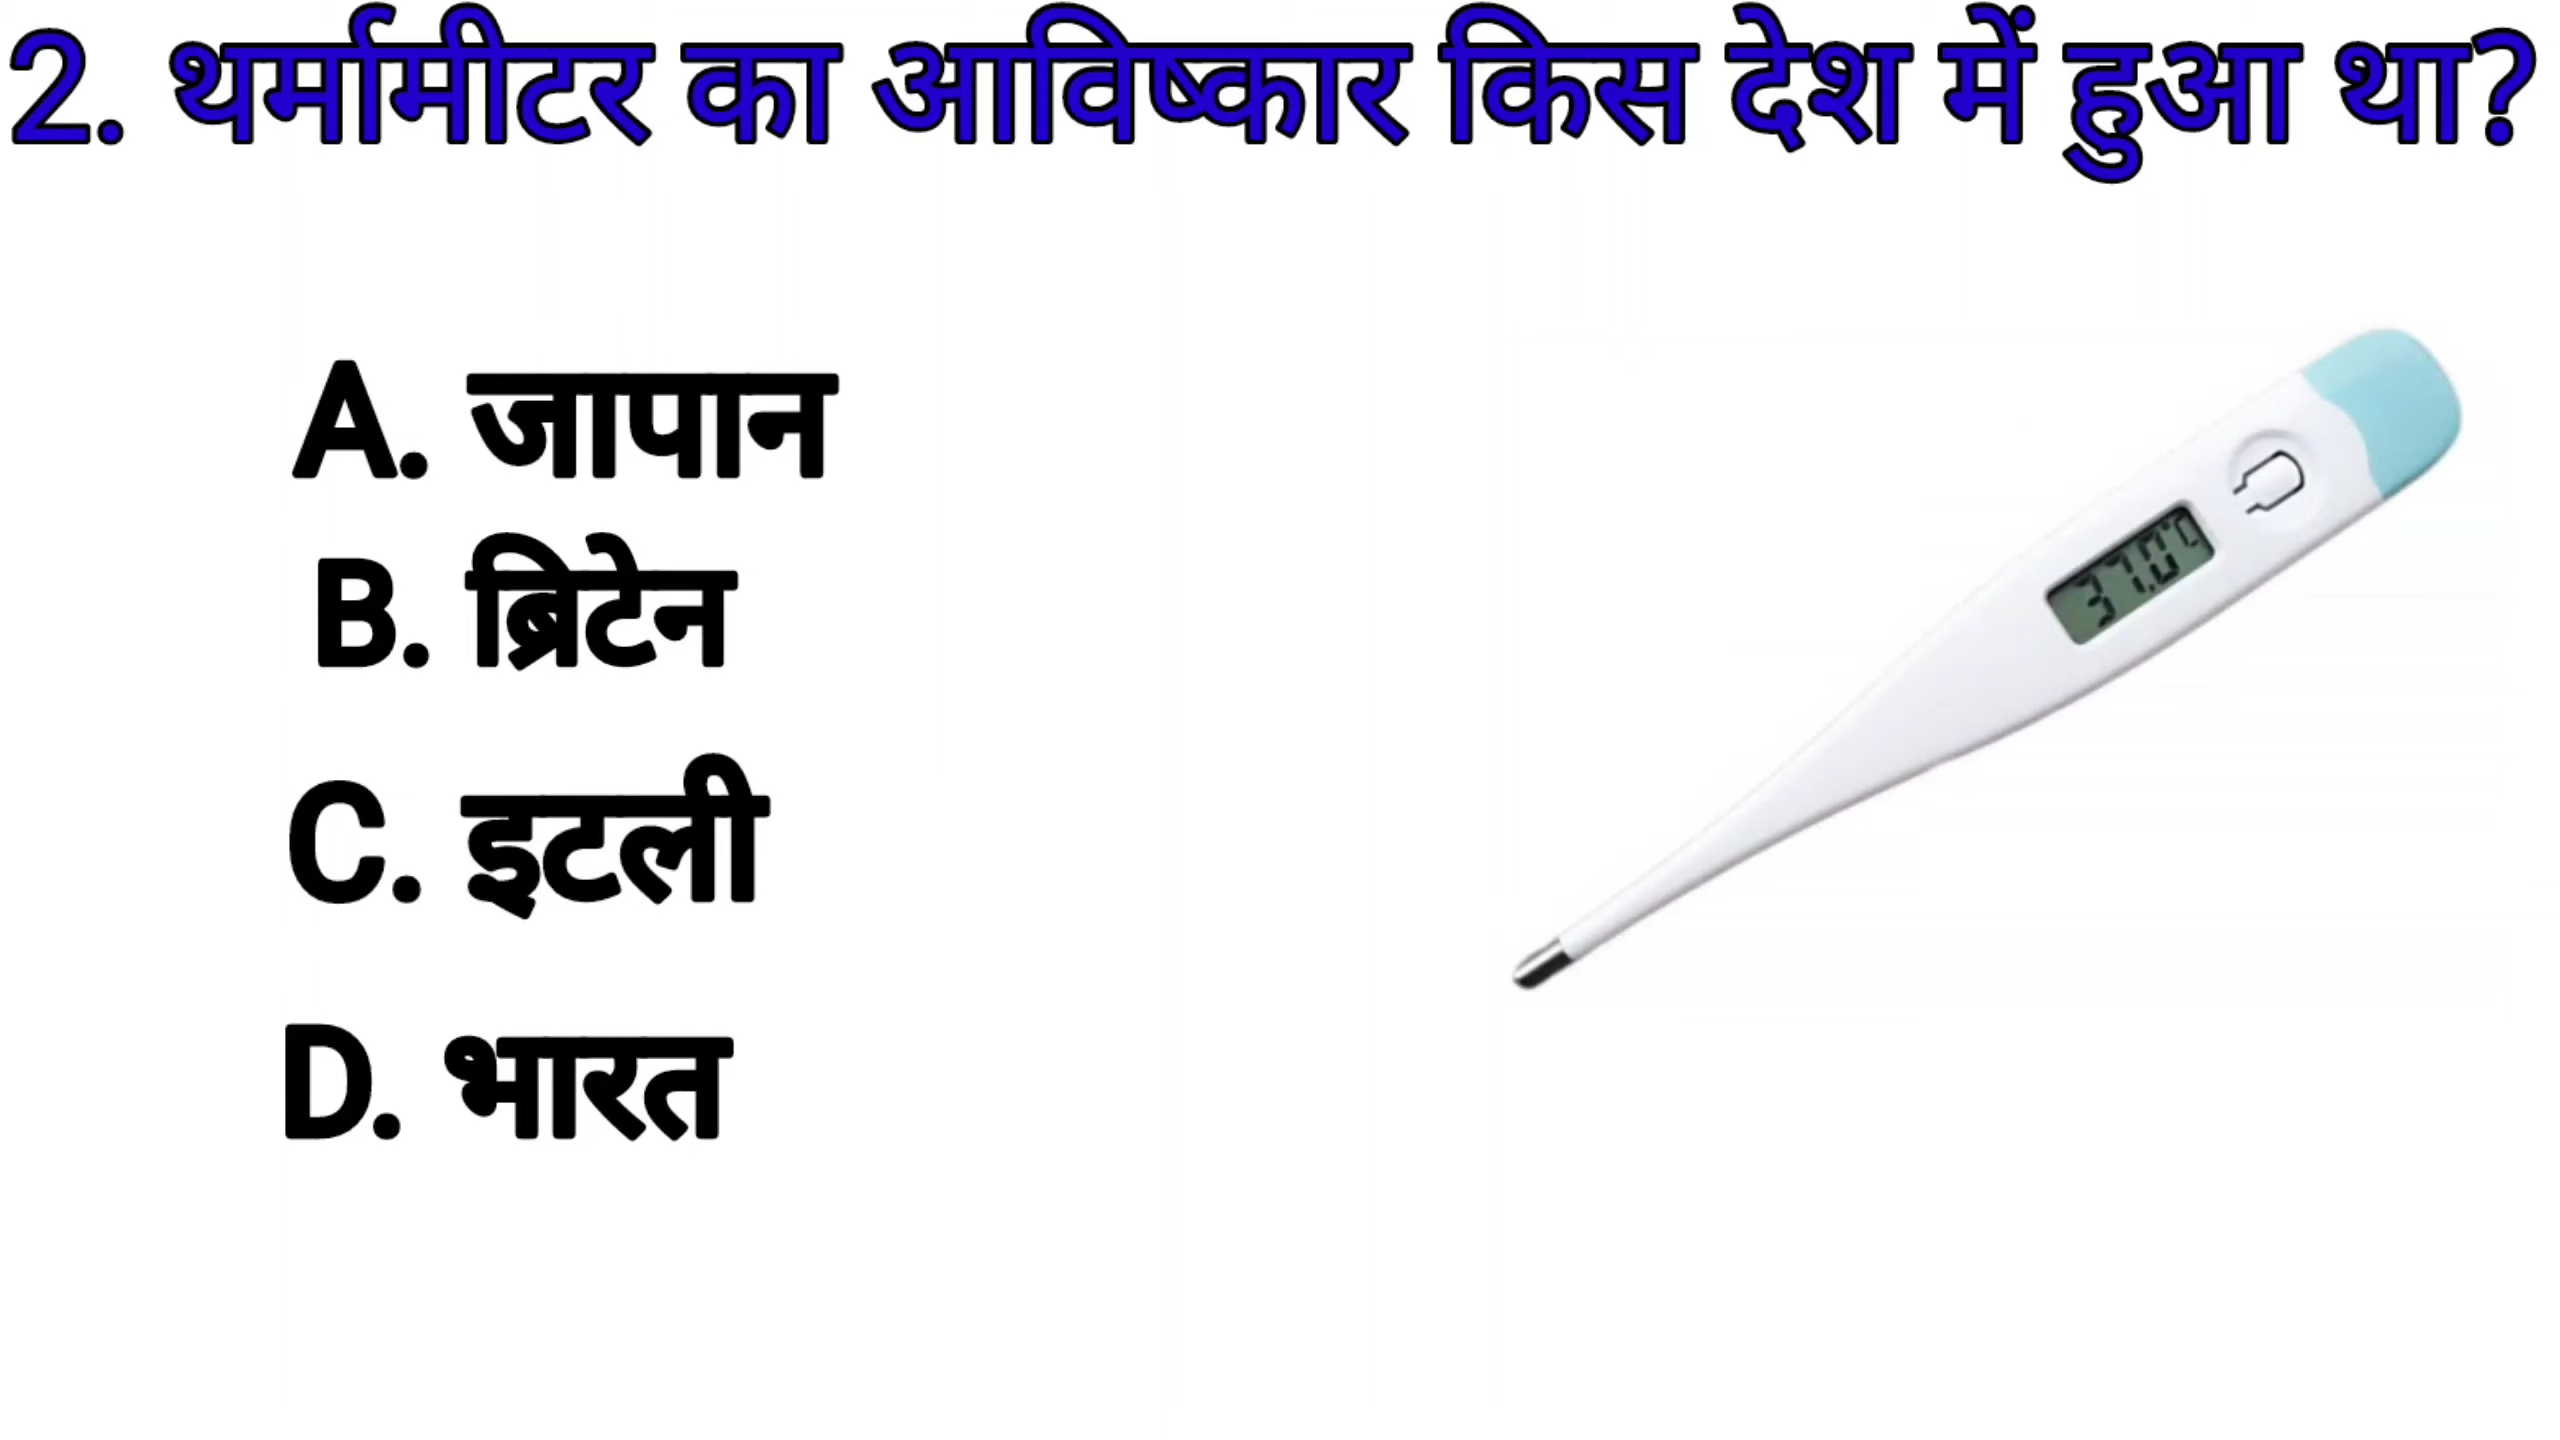 2. थर्मामीटर का आविष्कार किस देश में हुआ था?
A. जापान
B. ब्रिटेन
37.0°C
C. इटली
D. भारत